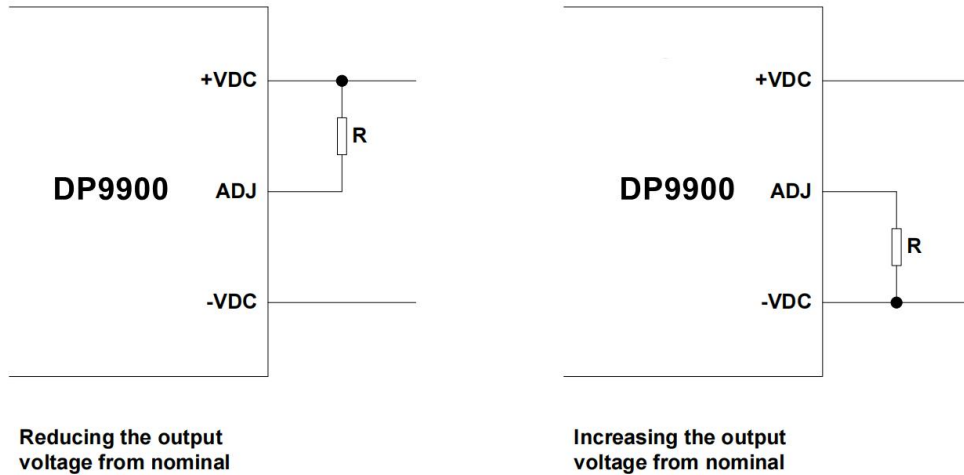 +VDC
R
DP9900
ADJ
-VDC
Reducing the output
voltage from nominal
+VDC
DP9900
ADJ
R
-VDC
Increasing the output
voltage from nominal